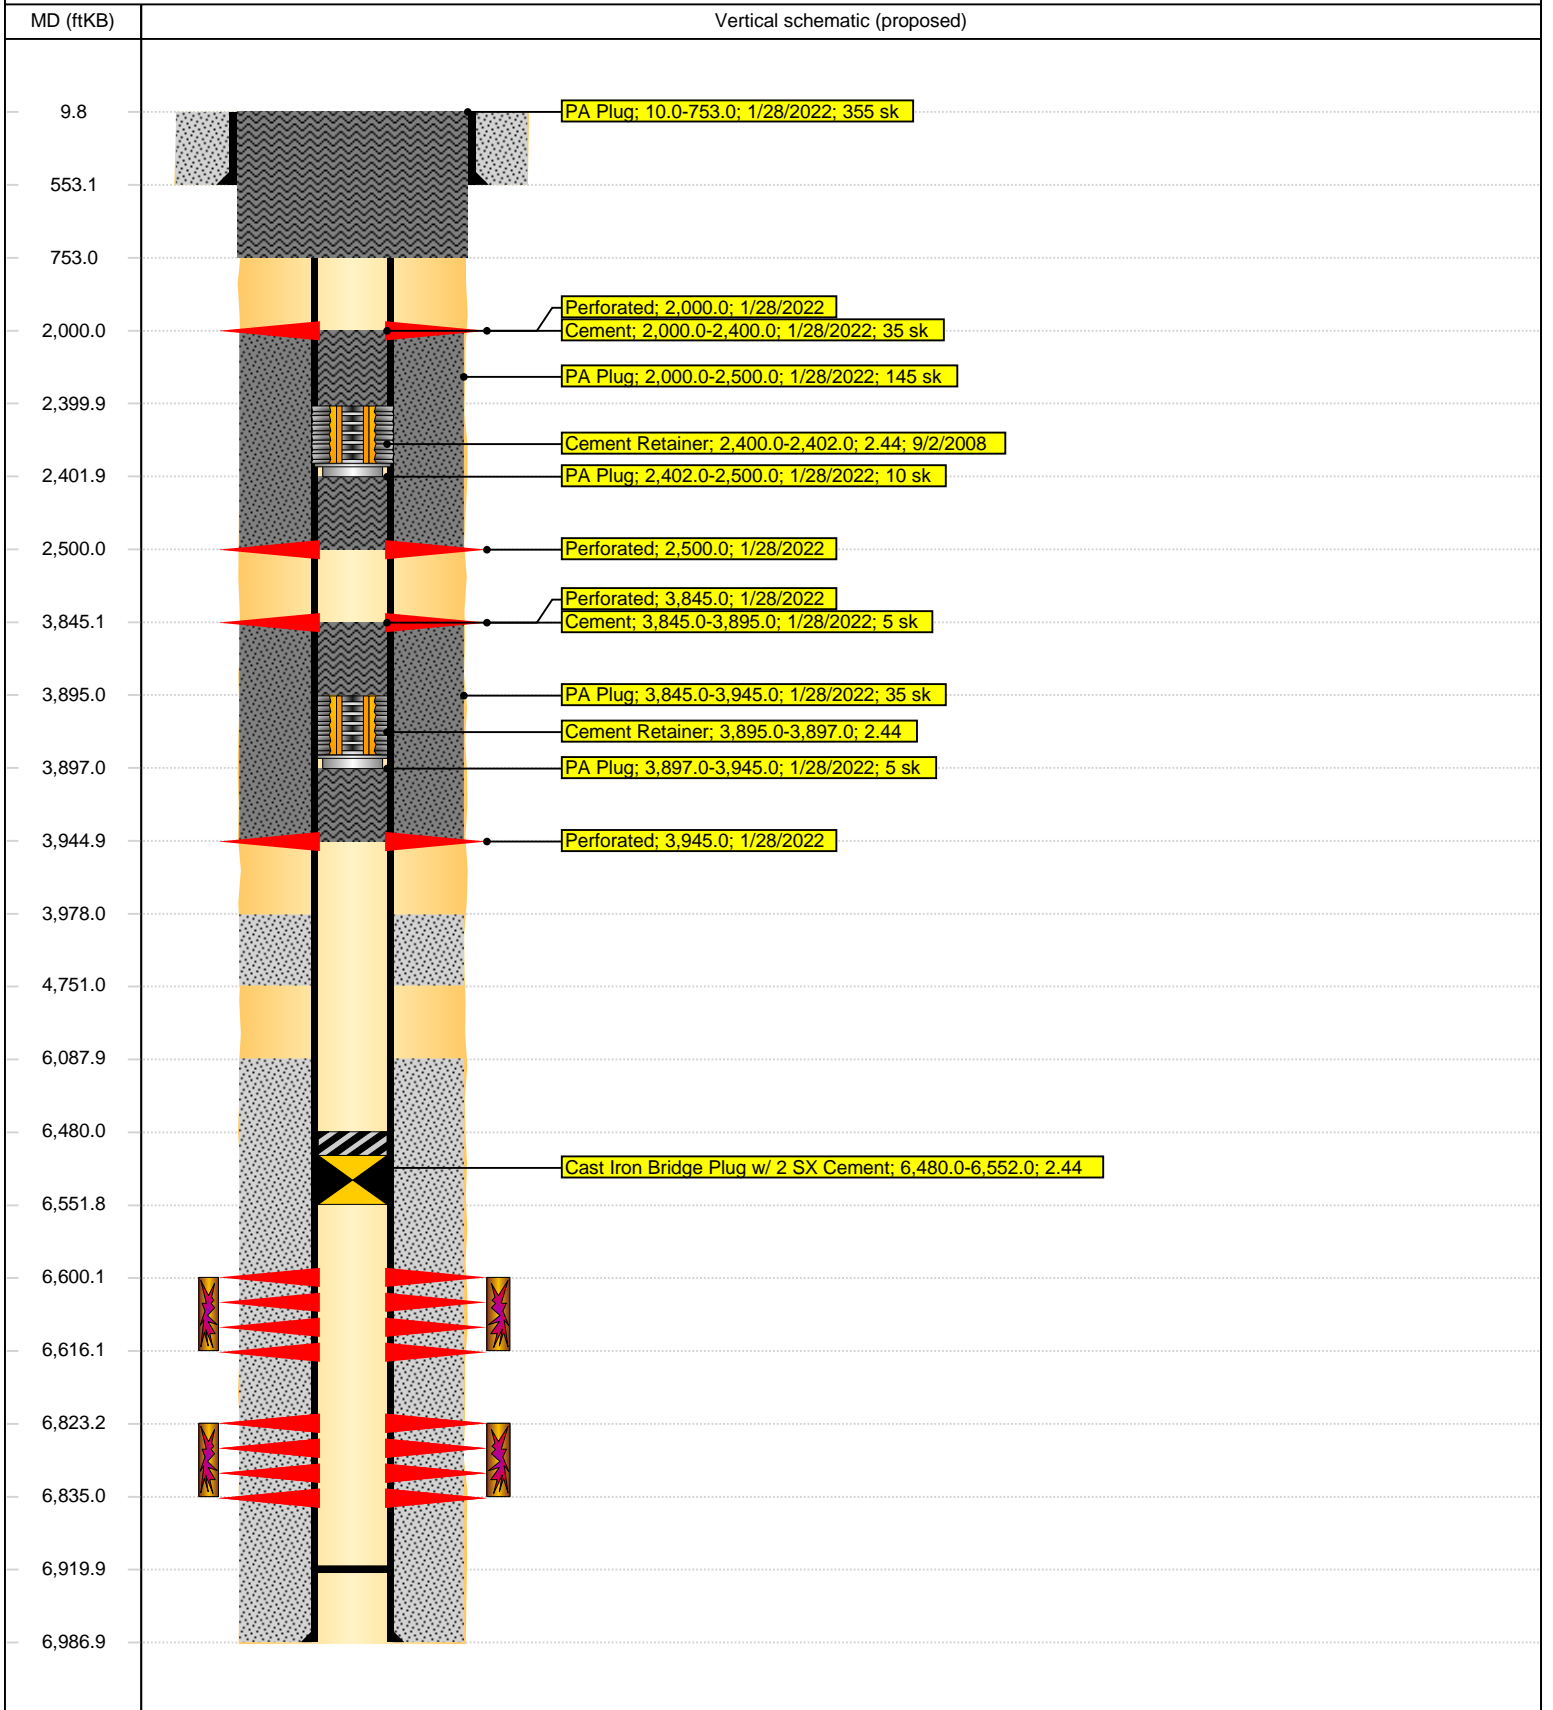 MD (ftKB)
Vertical schematic (proposed)
9.8
PA Plug; 10.0-753.0; 1/28/2022; 355 sk
553.1
753.0
Perforated; 2,000.0; 1/28/2022
2,000.0
Cement; 2,000.0-2,400.0; 1/28/2022; 35 sk
PA Plug; 2,000.0-2,500.0; 1/28/2022; 145 sk
2,399.9
Cement Retainer; 2,400.0-2,402.0; 2.44; 9/2/2008
2,401.9
PA Plug; 2,402.0-2,500.0; 1/28/2022; 10 sk
2,500.0
Perforated; 2,500.0; 1/28/2022
Perforated; 3,845.0; 1/28/2022
3,845.1
Cement; 3,845.0-3,895.0; 1/28/2022; 5 sk
3,895.0
PA Plug; 3,845.0-3,945.0; 1/28/2022; 35 sk
Cement Retainer; 3,895.0-3,897.0; 2.44
3,897.0
PA Plug; 3,897.0-3,945.0; 1/28/2022; 5 sk
3,944.9
Perforated; 3,945.0; 1/28/2022
3,978.0
4,751.0
6,087.9
6,480.0
Cast Iron Bridge Plug w/ 2 SX Cement; 6,480.0-6,552.0; 2.44
6,551.8
6,600.1
6,616.1
6,823.2
6,835.0
6,919.9
6,986.9